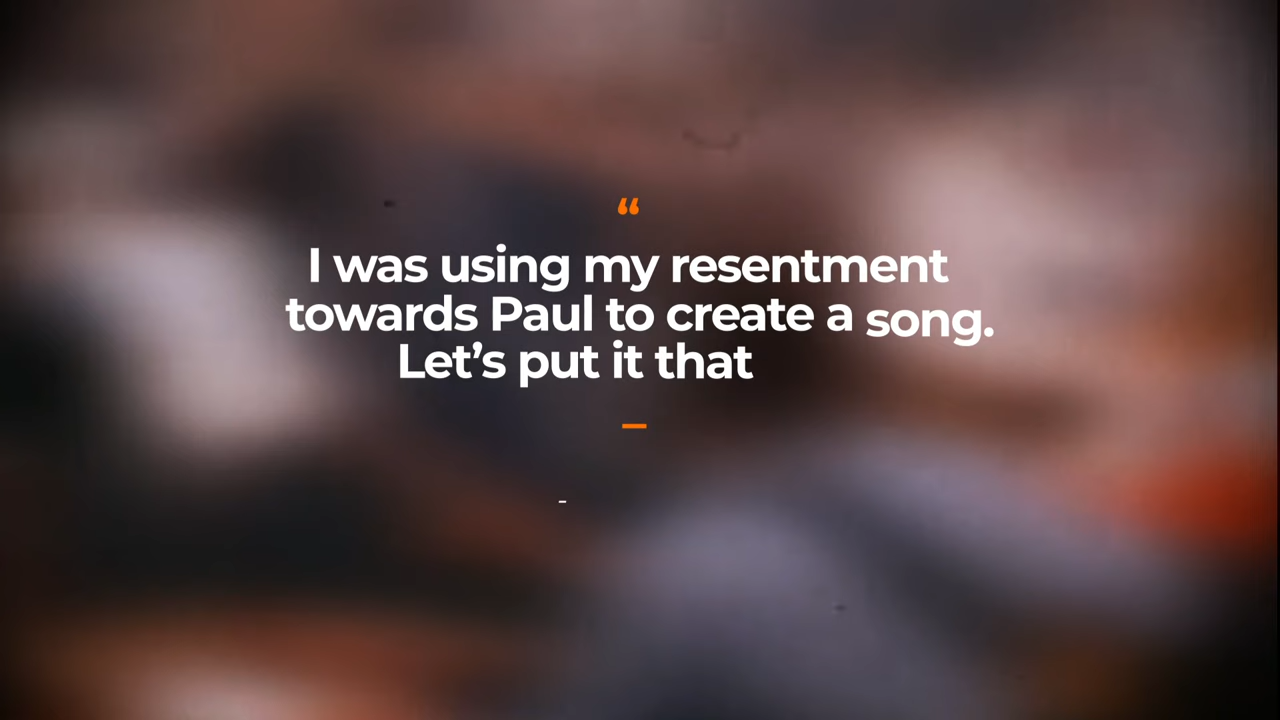 “
I was using my resentment
towards Paul to create a song.
Let’s put it that
-